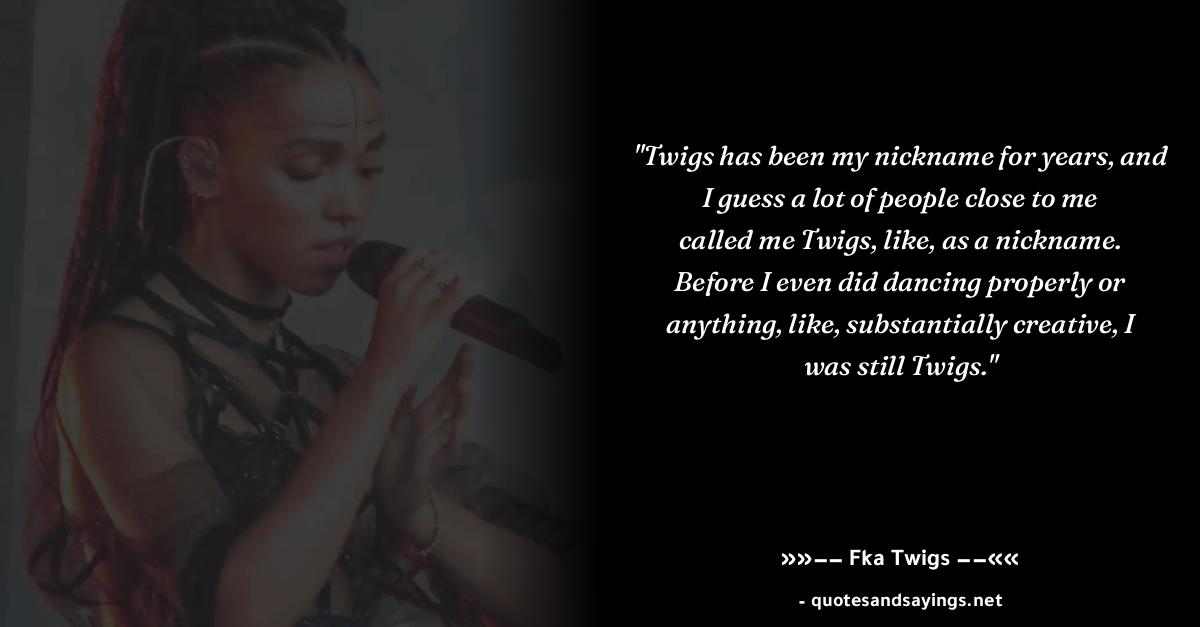 "Twigs has been my nickname for years, and
I guess a lot of people close to me
called me Twigs, like, as a nickname.
Before I even did dancing properly or
anything, like, substantially creative, I
was still Twigs."
»»−− Fka Twigs −−««
- quotesandsayings.net